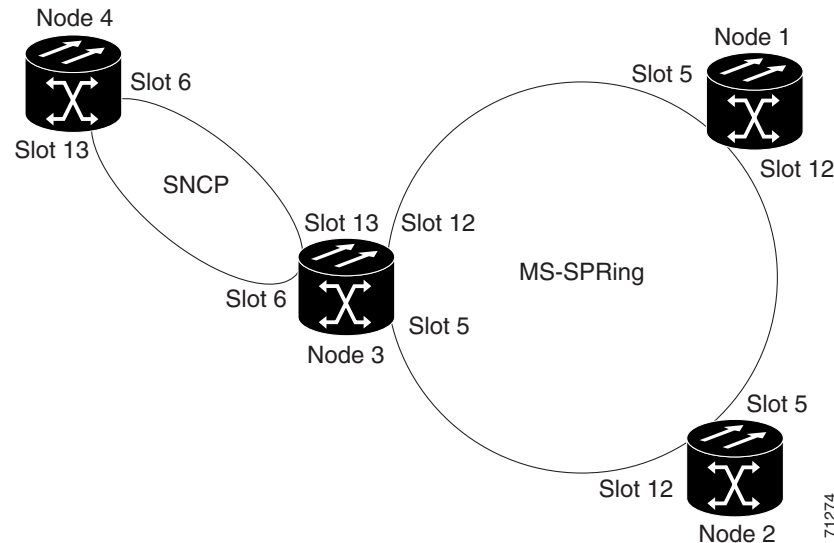 Node 4
Node 1
Slot 5
Slot 6
Slot 13
Slot 12
SNCP
Slot 13
Slot 12
MS-SPRing
Slot 6
Slot 5
Node 3
Slot 5
Slot 12
Node 2
71274